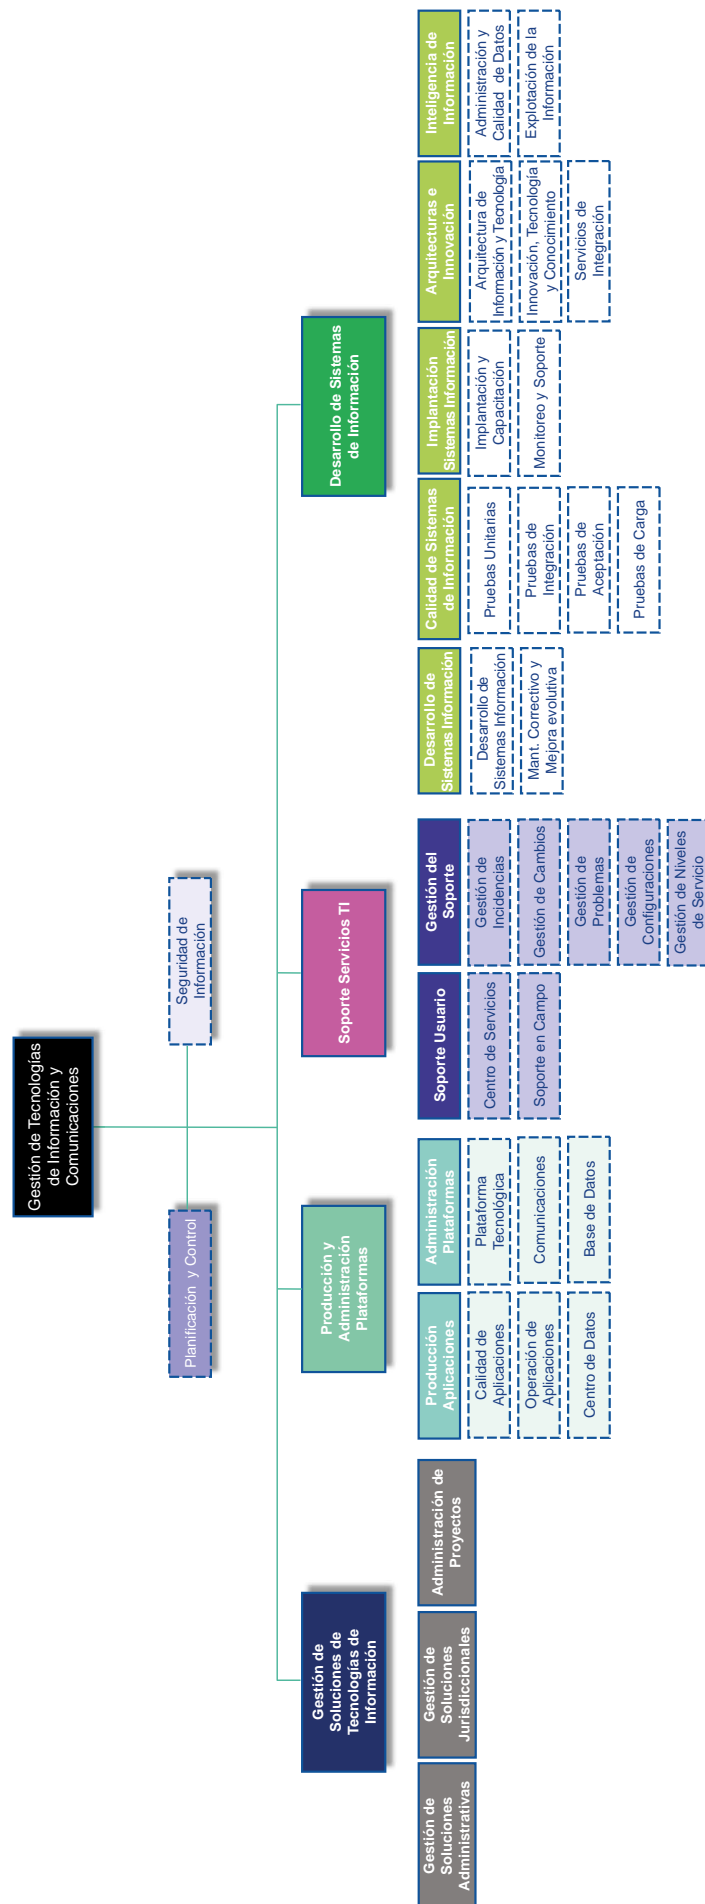 Gestión de Tecnologías
de Información y
Comunicaciones
Planificación y Control
Seguridad de
Información
Gestión de
Soluciones de
Tecnologías de
Información
Producción y
Administración
Plataformas
Soporte Servicios TI
Desarrollo de Sistemas
de Información
Gestión de
Soluciones
Administrativas
Gestión de
Soluciones
Jurisdiccionales
Administración de
Proyectos
Producción
Aplicaciones
Calidad de
Aplicaciones
Operación de
Aplicaciones
Centro de Datos
Administración
Plataformas
Plataforma
Tecnológica
Comunicaciones
Base de Datos
Soporte Usuario
Centro de Servicios
Soporte en Campo
Gestión del
Soporte
Gestión de
Incidencias
Gestión de Cambios
Gestión de
Problemas
Gestión de
Configuraciones
Gestión de Niveles
de Servicio
Desarrollo de
Sistemas Información
Desarrollo de
Sistemas Información
Mant. Correctivo y
Mejora evolutiva
Calidad de Sistemas
de Información
Pruebas Unitarias
Pruebas de
Integración
Pruebas de
Aceptación
Pruebas de Carga
Implantación
Sistemas Información
Implantación y
Capacitación
Monitoreo y Soporte
Arquitecturas e
Innovación
Arquitectura de
Información y Tecnología
Innovación, Tecnología
y Conocimiento
Servicios de
Integración
Inteligencia de
Información
Administración y
Calidad de Datos
Explotación de la
Información